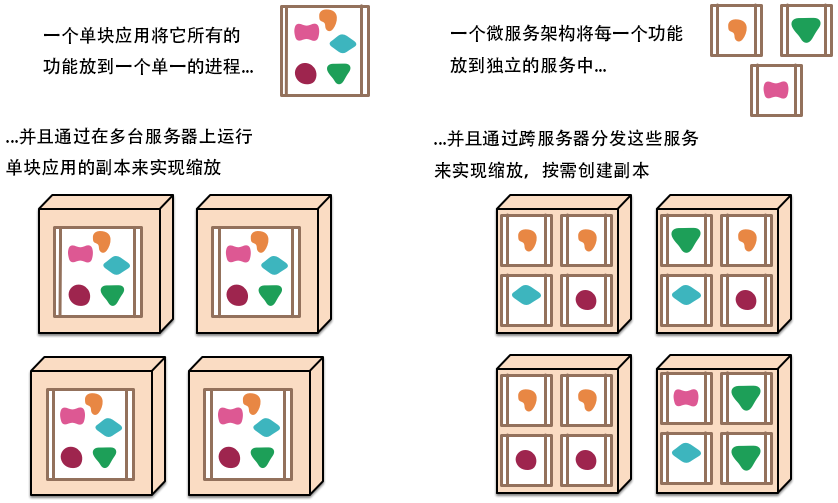 一个单块应用将它所有的
功能放到一个单一的进程...
...并且通过在多台服务器上运行
单块应用的副本来实现缩放
一个微服务架构将每一个功能
放到独立的服务中...
...并且通过跨服务器分发这些服务
来实现缩放，按需创建副本